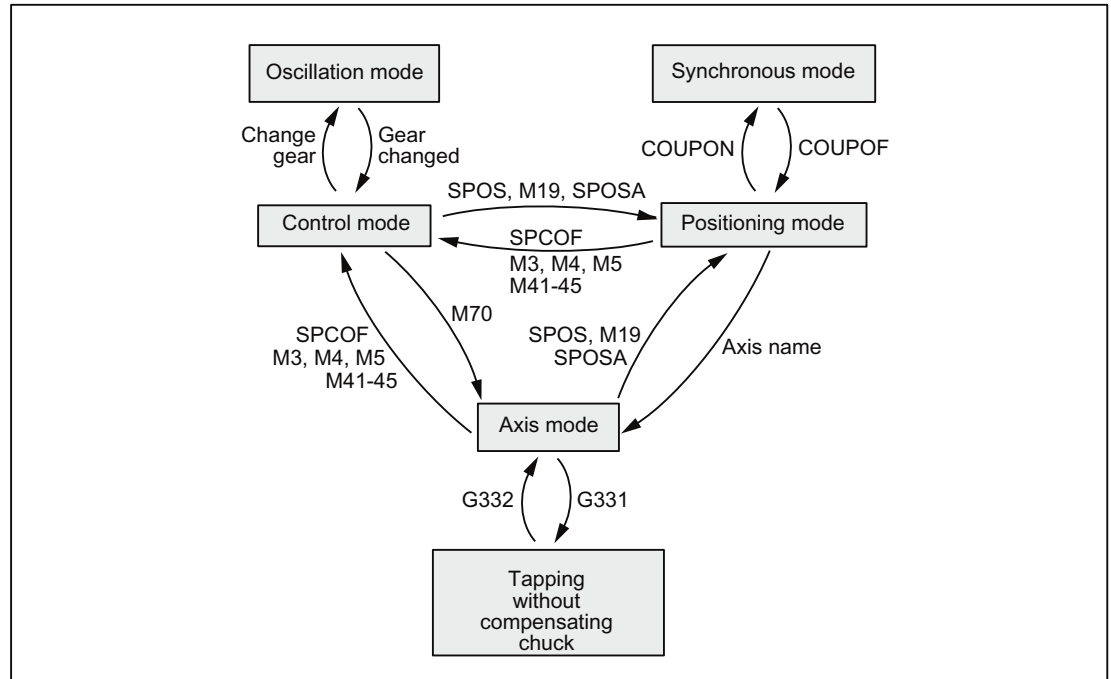 Oscillation mode
Synchronous mode
Change
gear
Gear
changed
COUPON
COUPOF
SPOS, M19, SPOSA
Control mode
Positioning mode
SPCOF
M3, M4, M5
M41-45
M70
SPCOF
M3, M4, M5
M41-45
SPOS, M19
SPOSA
Axis name
Axis mode
G332
G331
Tapping
without
compensating
chuck